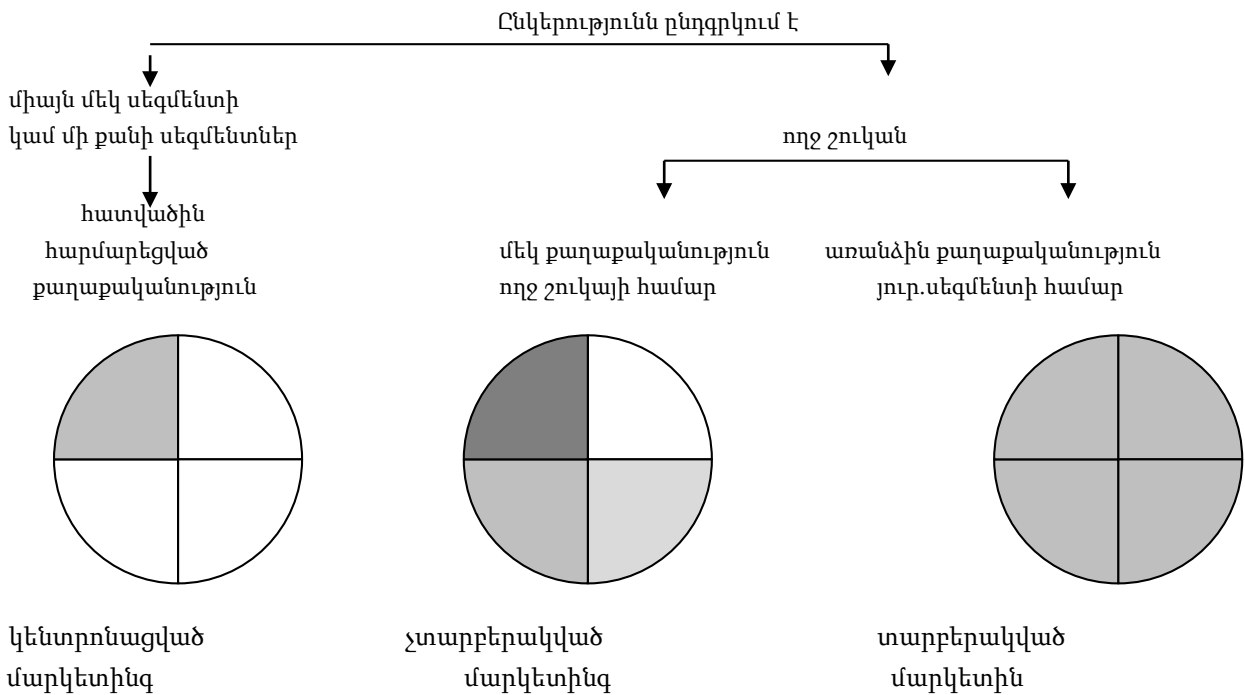 Ընկերությունն ընդգրկում է
միայն մեկ սեգմենտի
կամ մի քանի սեգմենտներ
ողջ շուկան
հատվածին
հարմարեցված
քաղաքականություն
մեկ քաղաքականություն
ողջ շուկայի համար
առանձին քաղաքականություն
յուր.սեգմենտի համար
կենտրոնացված
մարկետինգ
չտարբերակված
մարկետինգ
տարբերակված
մարկետին